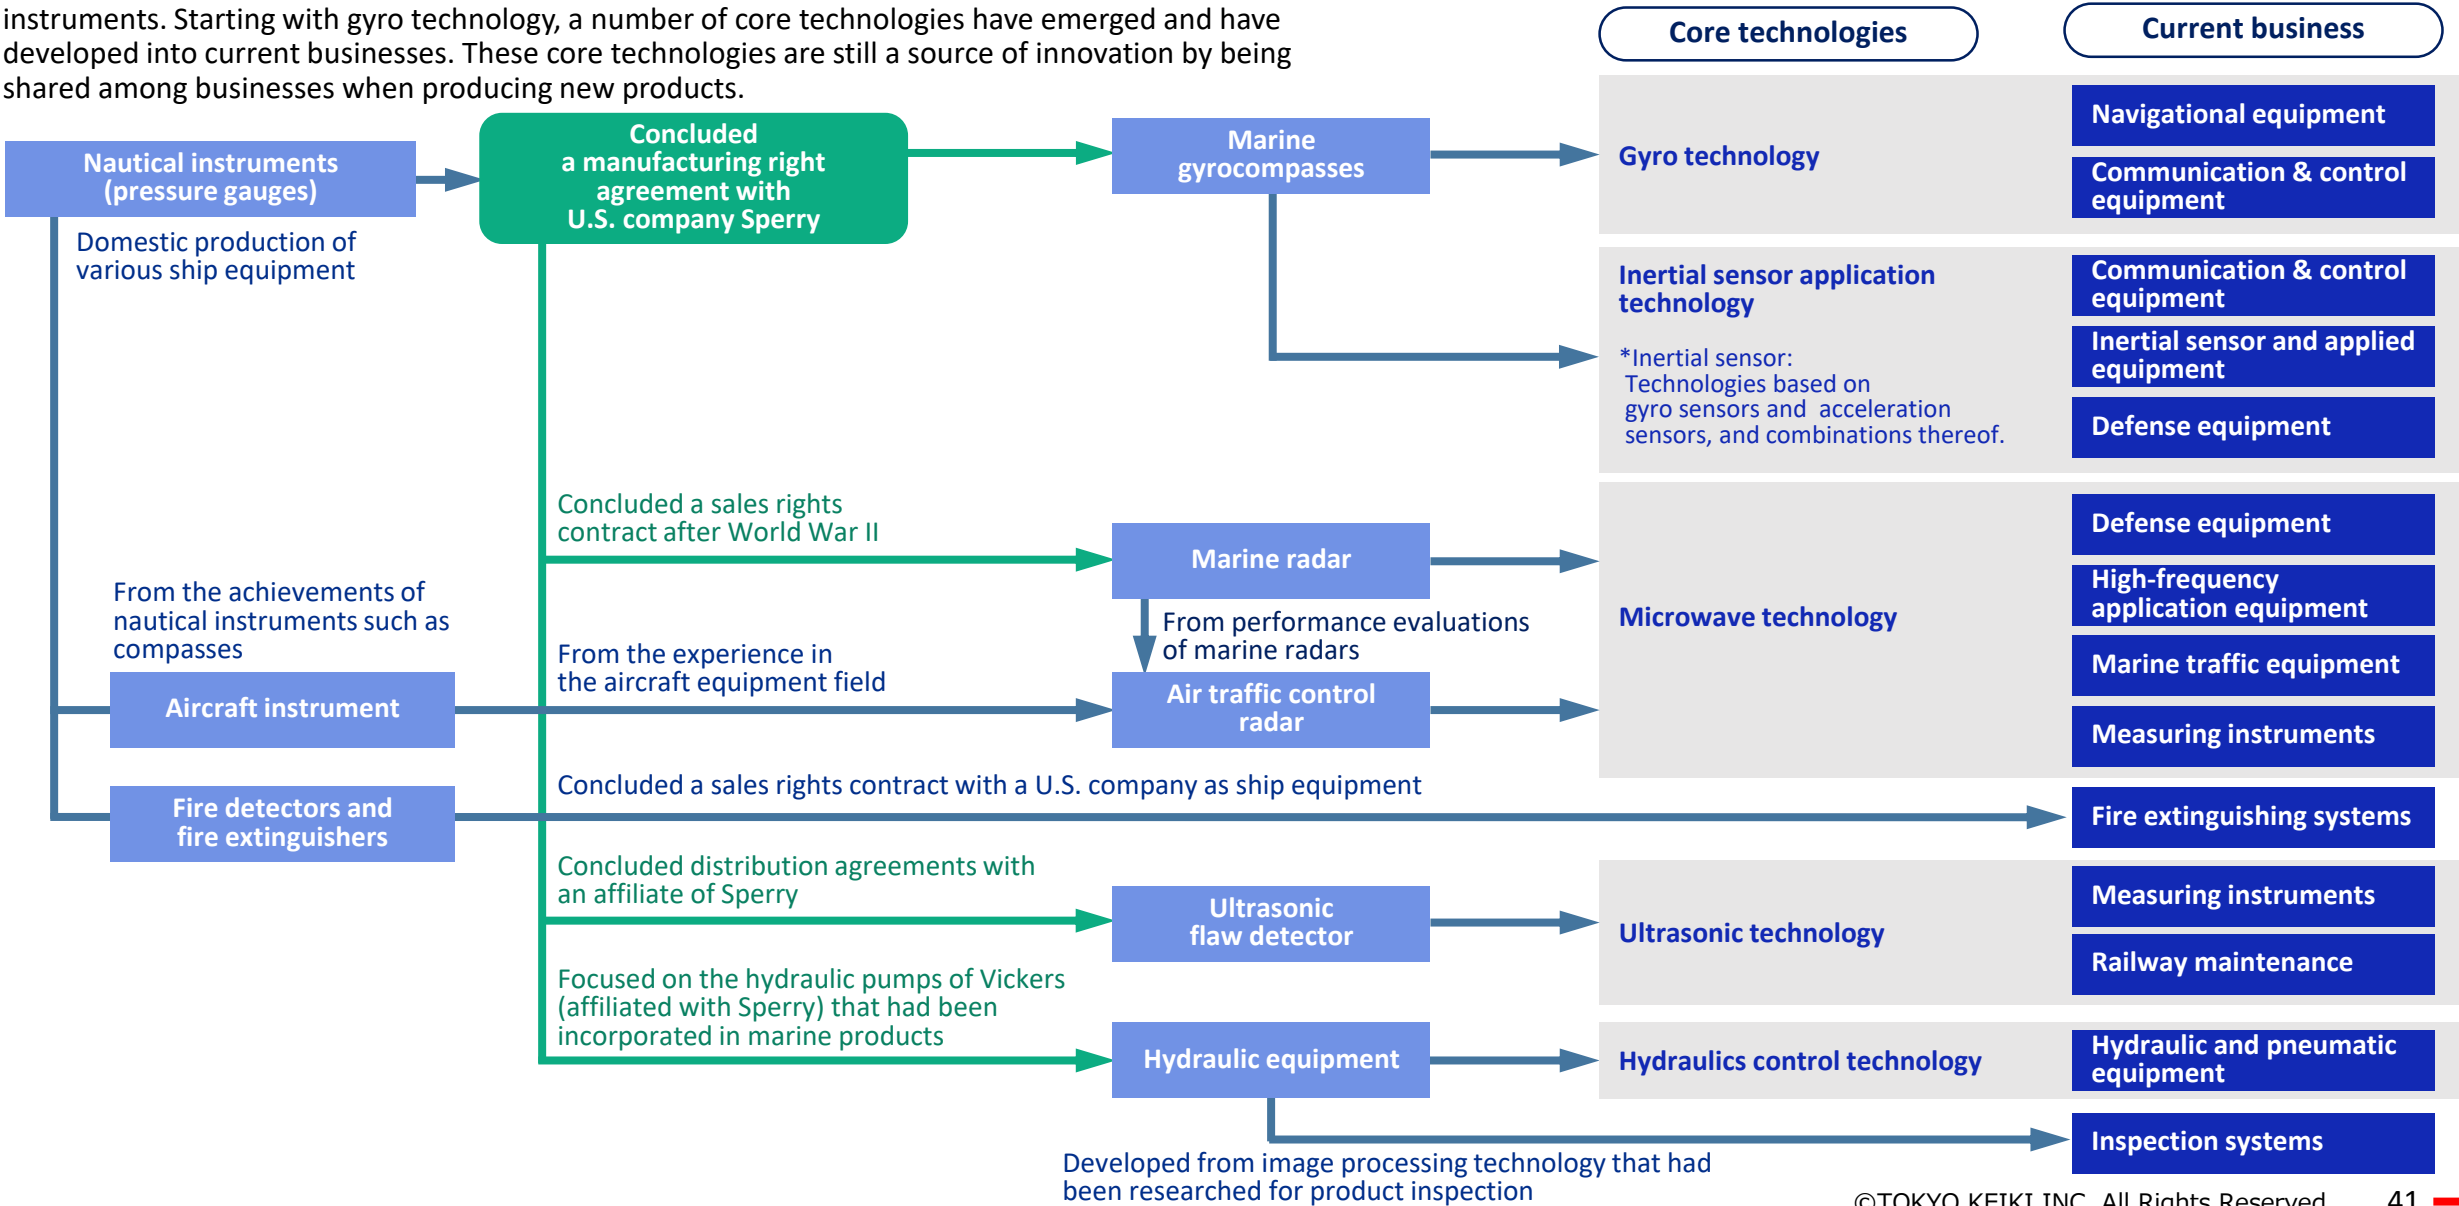 instruments. Starting with gyro technology, a number of core technologies have emerged and have
developed into current businesses. These core technologies are still a source of innovation by being
shared among businesses when producing new products.
Core technologies
Current business
Nautical instruments
(pressure gauges)
Domestic production of
various ship equipment
Concluded
a manufacturing right
agreement with
U.S. company Sperry
Marine
gyrocompasses
Gyro technology
Navigational equipment
Communication & control
equipment
Inertial sensor application
technology
*Inertial sensor:
Technologies based on
gyro sensors and acceleration
sensors, and combinations thereof.
Communication & control
equipment
Inertial sensor and applied
equipment
Defense equipment
Concluded a sales rights
contract after World War II
Marine radar
From performance evaluations
of marine radars
From the achievements of
nautical instruments such as
compasses
Aircraft instrument
From the experience in
the aircraft equipment field
Air traffic control
radar
Microwave technology
Defense equipment
High-frequency
application equipment
Marine traffic equipment
Measuring instruments
Fire detectors and
fire extinguishers
Concluded a sales rights contract with a U.S. company as ship equipment
Fire extinguishing systems
Concluded distribution agreements with
an affiliate of Sperry
Ultrasonic
flaw detector
Ultrasonic technology
Measuring instruments
Railway maintenance
Focused on the hydraulic pumps of Vickers
(affiliated with Sperry) that had been
incorporated in marine products
Hydraulic equipment
Hydraulics control technology
Hydraulic and pneumatic
equipment
Developed from image processing technology that had
been researched for product inspection
Inspection systems
©TOKYO KEIKI INC. All Rights Reserved
41